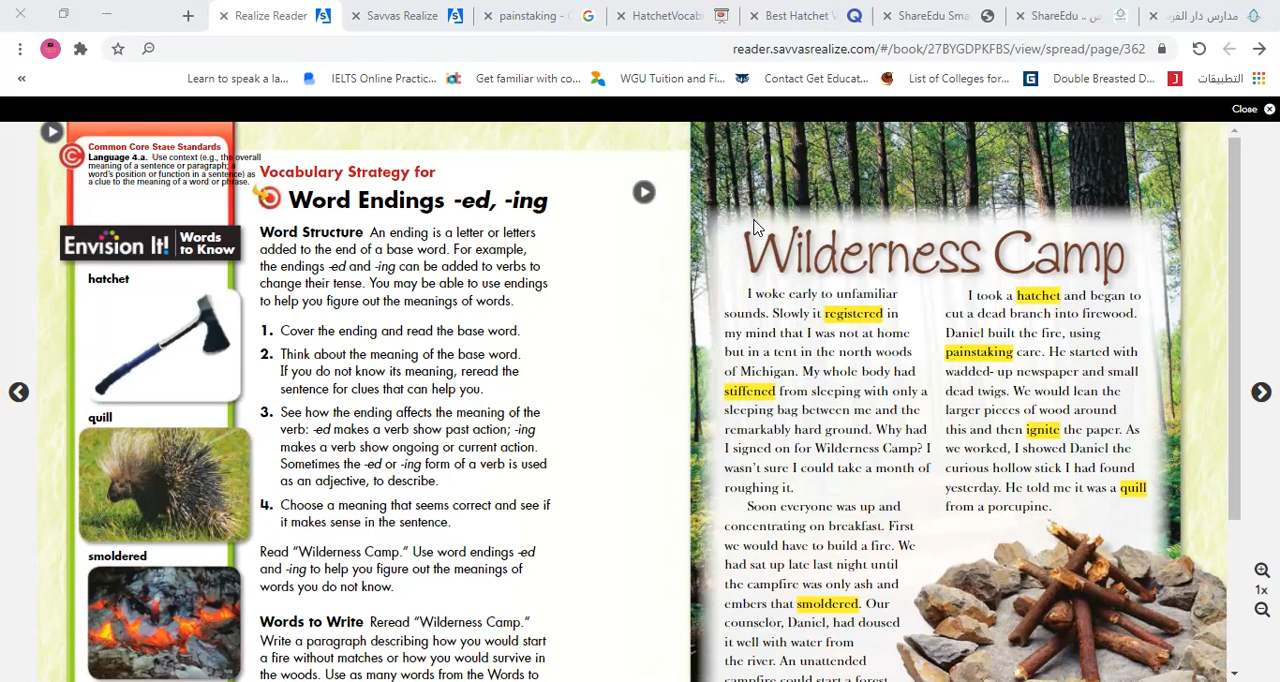 Realize Reader
Savvas Realize
painstaking - G
HatchetVocab
Best Hatchet V
ShareEdu Sma
ShareEdu ..
مدارس دار الفر
reader.savvasrealize.com/#/book/27BYGDPKFBS/view/spread/page/362
Learn to speak a la...
IELTS Online Practic...
Get familiar with co...
WGU Tuition and Fi...
Contact Get Educat...
List of Colleges for...
Double Breasted D...
التطبيقات
Close
Common Core State Standards
Language 4.a. Use context (e.g., the overall
meaning of a sentence or paragraph; a
word's position or function in a sentence) as
a clue to the meaning of a word or phrase.
Envision It! Words to Know
hatchet
quill
smoldered
Vocabulary Strategy for
Word Endings -ed, -ing
Word Structure An ending is a letter or letters
added to the end of a base word. For example,
the endings -ed and -ing can be added to verbs to
change their tense. You may be able to use endings
to help you figure out the meanings of words.
1. Cover the ending and read the base word.
2. Think about the meaning of the base word.
If you do not know its meaning, reread the
sentence for clues that can help you.
3. See how the ending affects the meaning of the
verb: -ed makes a verb show past action; -ing
makes a verb show ongoing or current action.
Sometimes the -ed or -ing form of a verb is used
as an adjective, to describe.
4. Choose a meaning that seems correct and see if
it makes sense in the sentence.
Read "Wilderness Camp." Use word endings -ed
and -ing to help you figure out the meanings of
words you do not know.
Words to Write Reread "Wilderness Camp."
Write a paragraph describing how you would start
a fire without matches or how you would survive in
the woods. Use as many words from the Words to
Wilderness Camp
I woke early to unfamiliar
sounds. Slowly it registered in
my mind that I was not at home
but in a tent in the north woods
of Michigan. My whole body had
stiffened from sleeping with only a
sleeping bag between me and the
remarkably hard ground. Why had
I signed on for Wilderness Camp? I
wasn't sure I could take a month of
roughing it.
Soon everyone was up and
concentrating on breakfast. First
we would have to build a fire. We
had sat up late last night until
the campfire was only ash and
embers that smoldered. Our
counselor, Daniel, had doused
it well with water from
the river. An unattended
campfire could start a forest
I took a hatchet and began to
cut a dead branch into firewood.
Daniel built the fire, using
painstaking care. He started with
wadded- up newspaper and small
dead twigs. We would lean the
larger pieces of wood around
this and then ignite the paper. As
we worked, I showed Daniel the
curious hollow stick I had found
yesterday. He told me it was a quill
from a porcupine.
1x